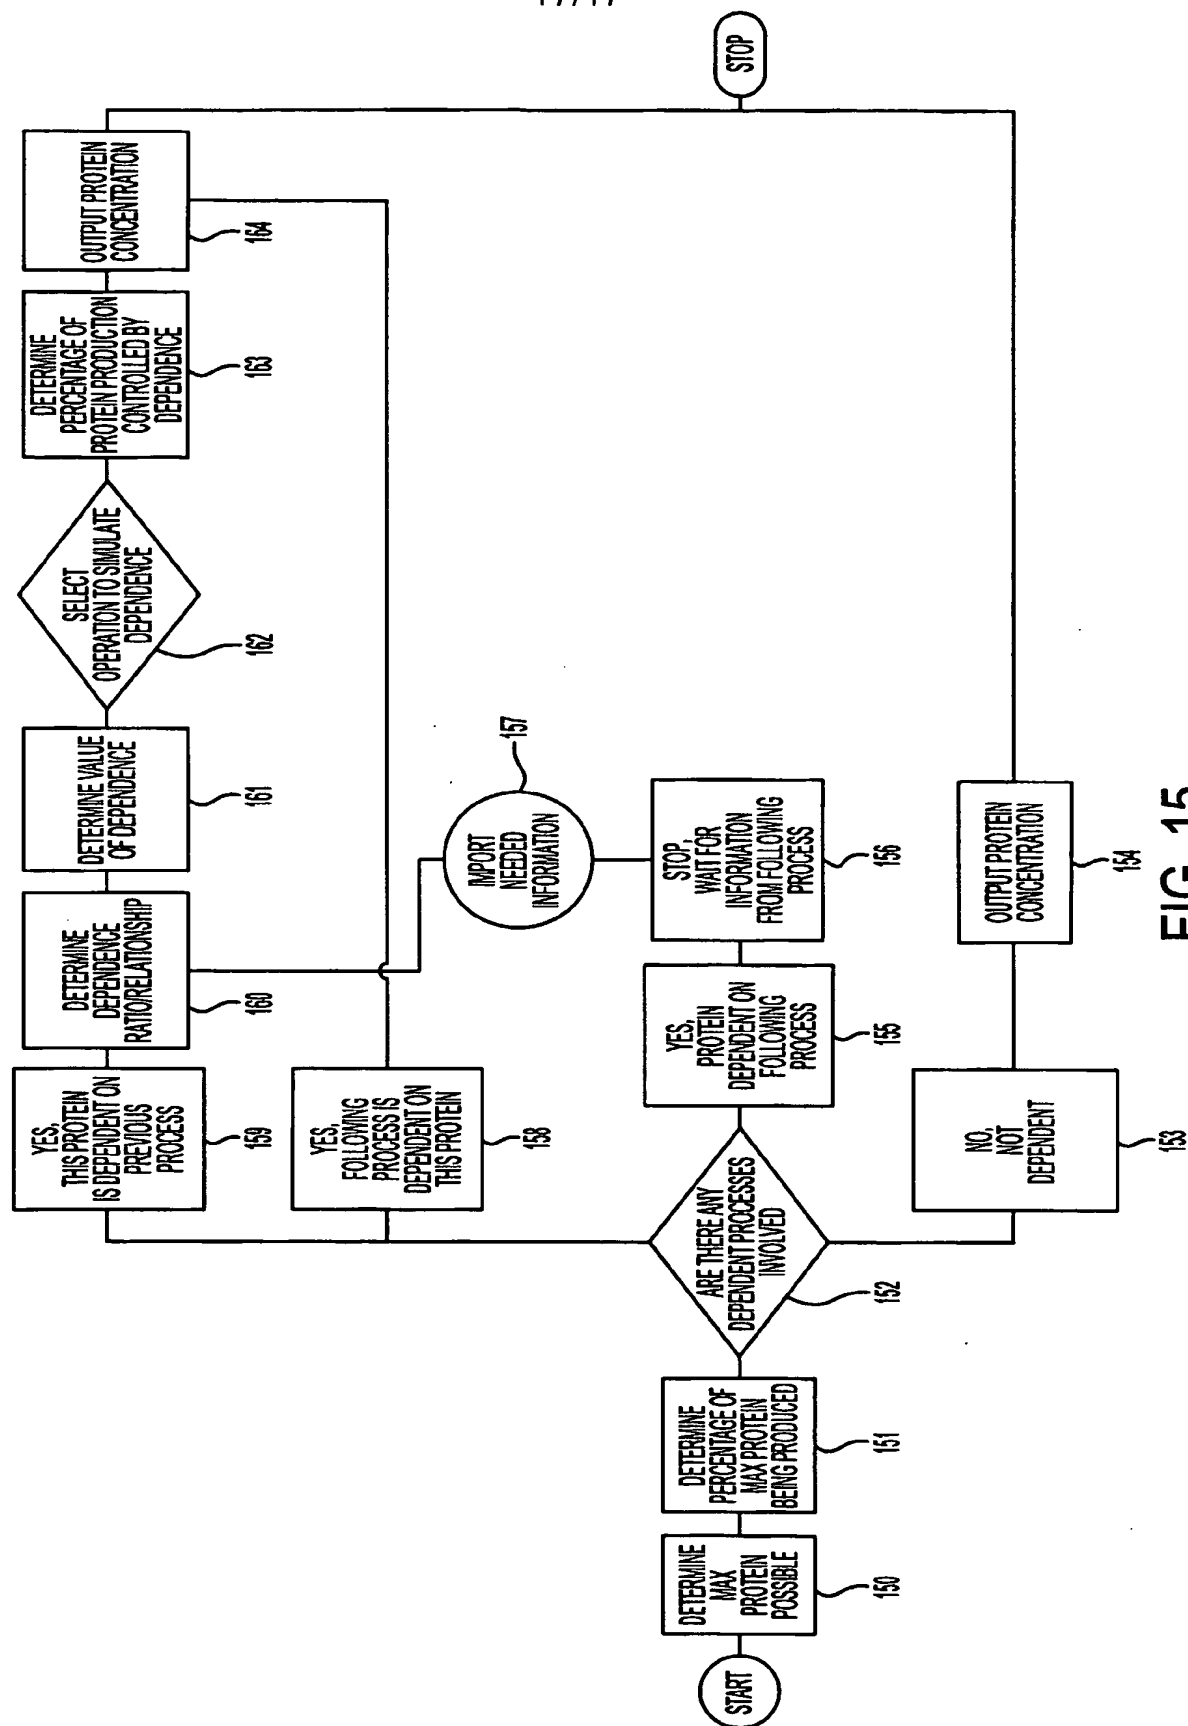 START
DETERMINE
MAX
PROTEIN
POSSIBLE
150
DETERMINE
PERCENTAGE OF
MAX PROTEIN
BEING PRODUCED
151
ARE THERE ANY
DEPENDENT PROCESSES
INVOLVED
152
NO,
NOT
DEPENDENT
153
OUTPUT PROTEIN
CONCENTRATION
154
YES,
PROTEIN
DEPENDENT ON
FOLLOWING
PROCESS
155
STOP,
WAIT FOR
INFORMATION
FROM FOLLOWING
PROCESS
156
IMPORT
NEEDED
INFORMATION
157
YES,
FOLLOWING
PROCESS IS
DEPENDENT ON
THIS PROTEIN
158
YES,
THIS PROTEIN
IS DEPENDENT ON
PREVIOUS
PROCESS
159
DETERMINE
DEPENDENCE
RATIO/RELATIONSHIP
160
DETERMINE VALUE
OF DEPENDENCE
161
SELECT
OPERATION TO SIMULATE
DEPENDENCE
162
DETERMINE
PERCENTAGE OF
PROTEIN PRODUCTION
CONTROLLED BY
DEPENDENCE
163
OUTPUT PROTEIN
CONCENTRATION
164
STOP
FIG. 15